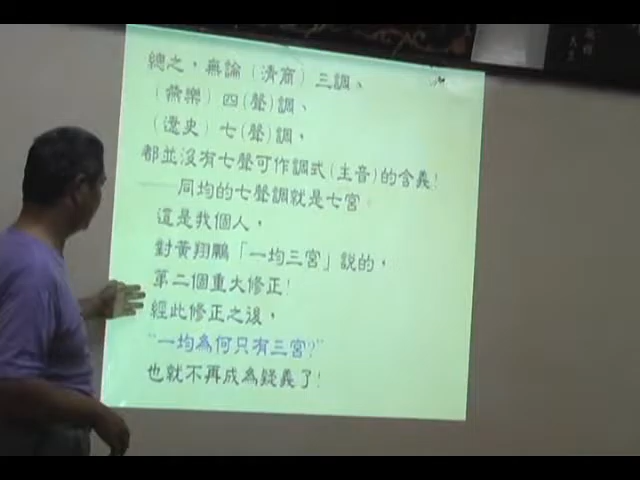 總之，無論（清商）三調、
（燕樂）四（聲）調、
（遼史）七（聲）調，
都並沒有七聲可作調式（主音）的含義！
——同均的七聲調就是七宮。
這是我個人，
對黃翔鵬「一均三宮」說的，
第二個重大修正！
經此修正之後，
"一均為何只有三宮？"
也就不再成為疑義了！